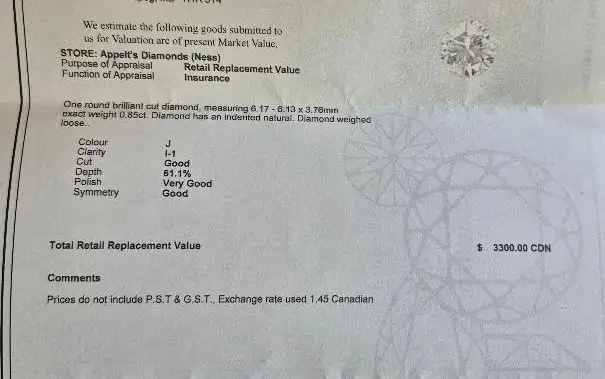 We estimate the following goods submitted to
us for Valuation are of present Market Value.
STORE: Appelt's Diamonds (Ness)
Purpose of Appraisal Retail Replacement Value
Function of Appraisal Insurance
One round brilliant cut diamond, measuring 6.17 - 6.13 x 3.76mm
exact weight 0.85ct. Diamond has an indented natural. Diamond weighed
loose..
Colour J
Clarity I-1
Cut Good
Depth 61.1%
Polish Very Good
Symmetry Good
Total Retail Replacement Value $ 3300.00 CDN
Comments
Prices do not include P.S.T & G.S.T.. Exchange rate used 1.45 Canadian